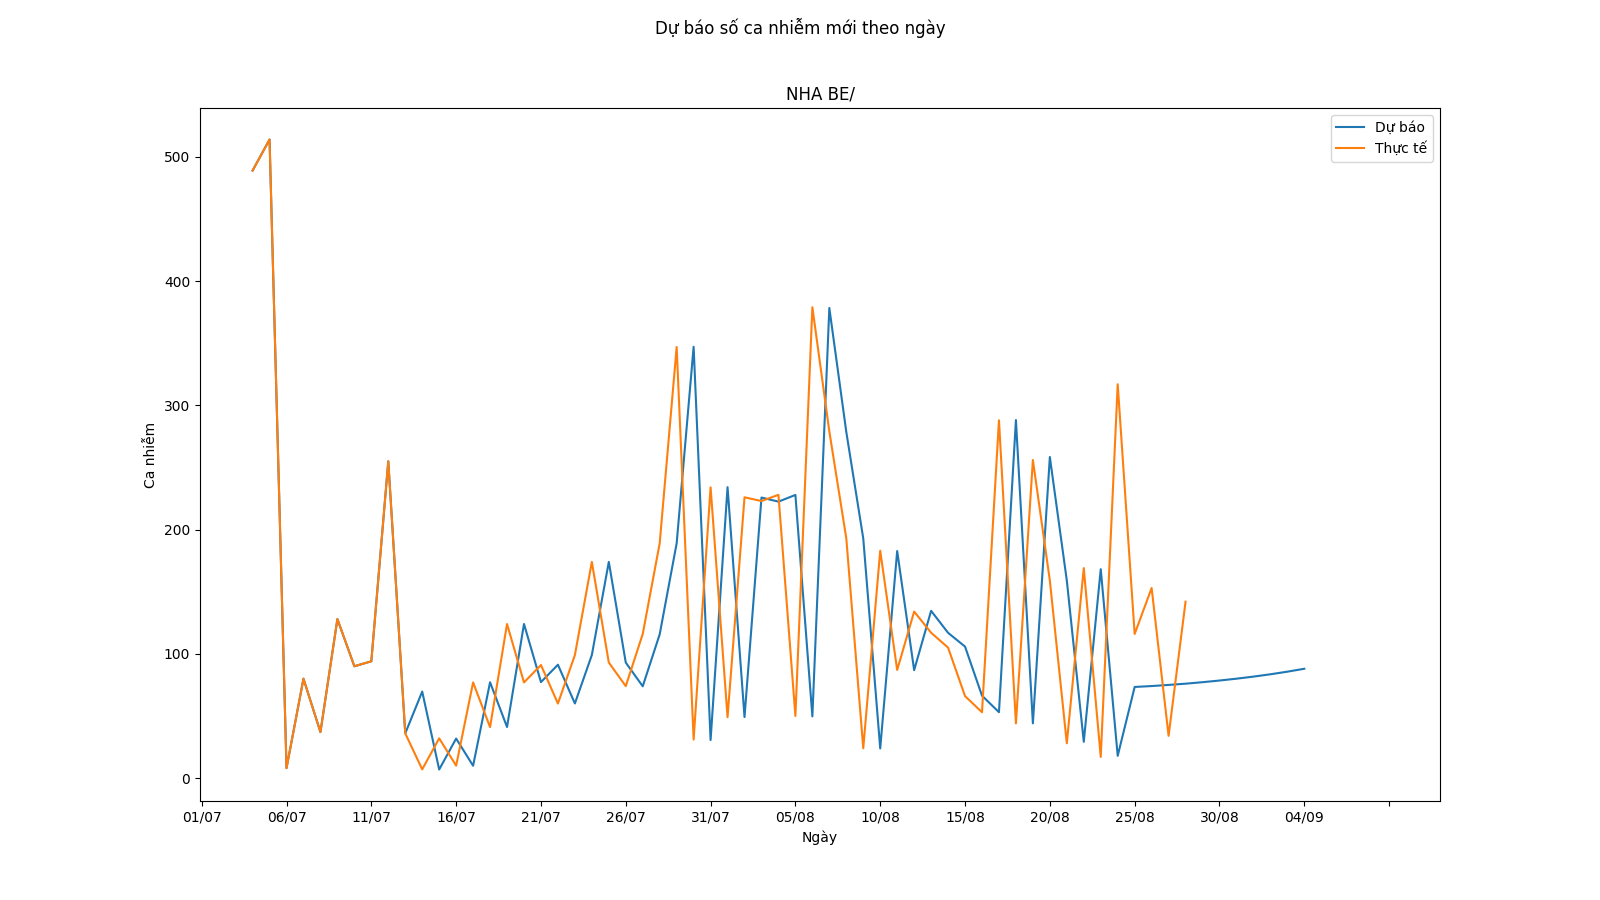 Dự báo số ca nhiễm mới theo ngày
NHA BE/
Dự báo
Thực tế
500
400
300
200
100
0
Ca nhiễm
01/07 06/07 11/07 16/07 21/07 26/07 31/07 05/08 10/08 15/08 20/08 25/08 30/08 04/09
Ngày